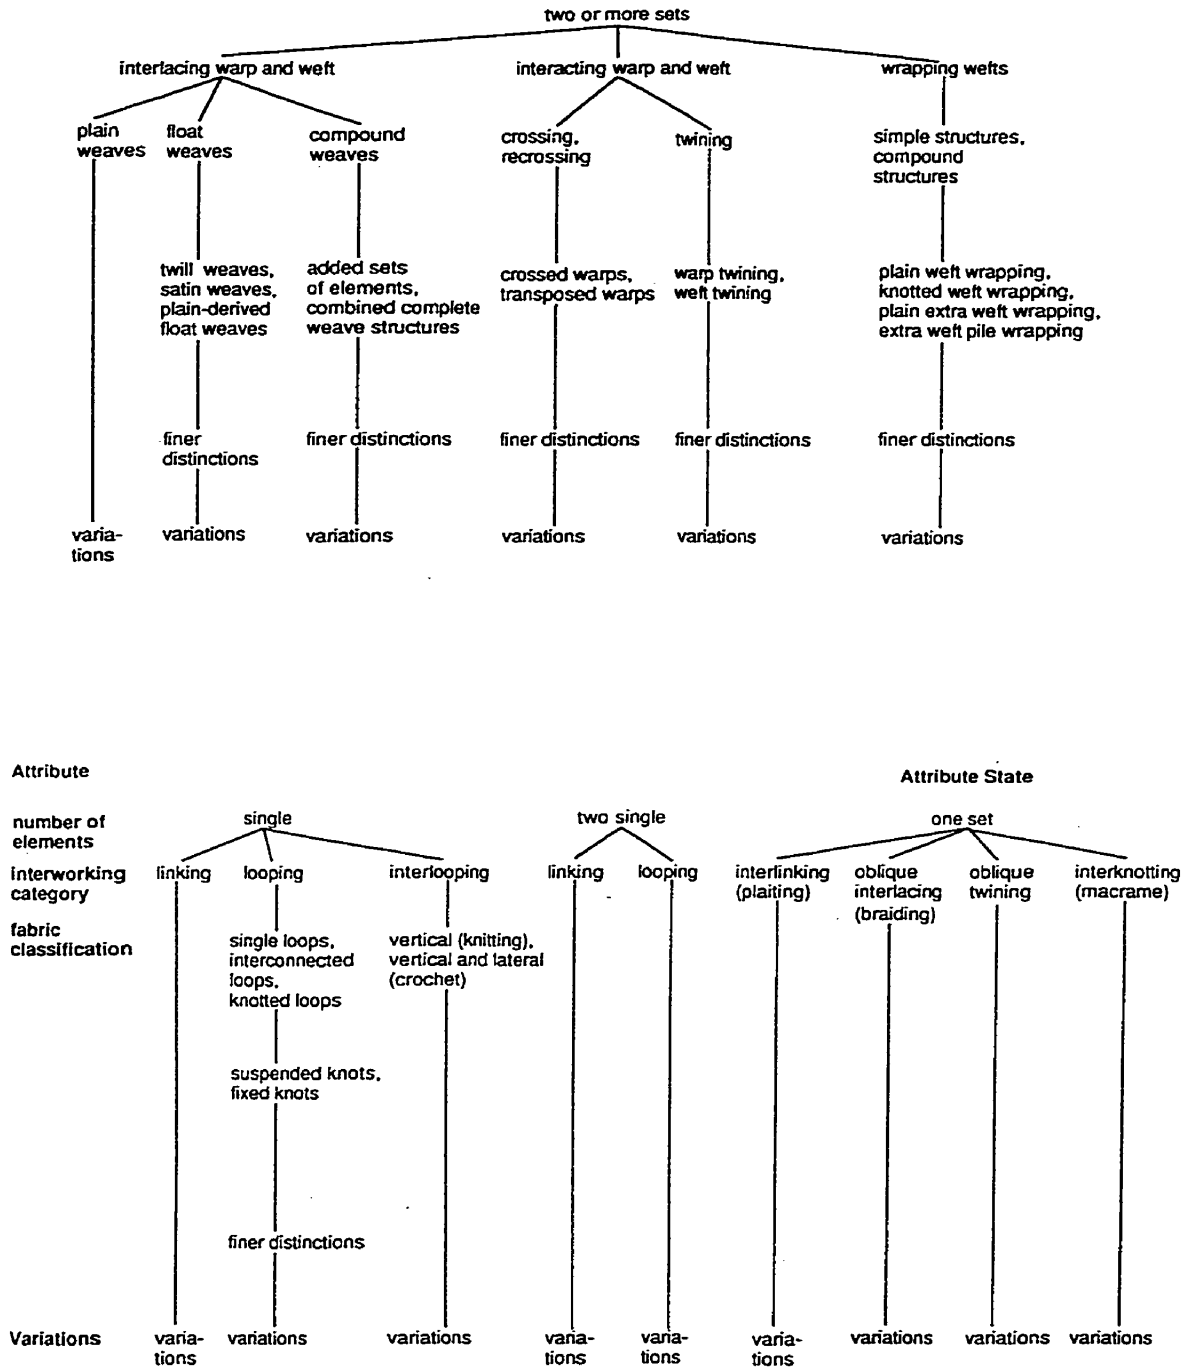 two or more sets
interlacing warp and weft
interacting warp and weft
wrapping wefts
plain
weaves
float
weaves
compound
weaves
crossing,
recrossing
twining
simple structures,
compound
structures
twill weaves,
satin weaves,
plain-derived
float weaves
added sets
of elements,
combined complete
weave structures
crossed warps,
transposed warps
warp twining,
weft twining
plain weft wrapping,
knotted weft wrapping,
plain extra weft wrapping,
extra weft pile wrapping
finer
distinctions
finer distinctions
finer distinctions
finer distinctions
finer distinctions
varia-
tions
variations
variations
variations
variations
variations
Attribute
Attribute State
number of
elements
single
two single
one set
interworking
category
linking
looping
interlooping
linking
looping
interlinking
(plaiting)
oblique
interlacing
(braiding)
oblique
twining
interknotting
(macrame)
fabric
classification
single loops,
interconnected
loops,
knotted loops
vertical (knitting),
vertical and lateral
(crochet)
suspended knots,
fixed knots
finer distinctions
Variations
varia-
tions
variations
variations
varia-
tions
varia-
tions
varia-
tions
variations
variations
variations